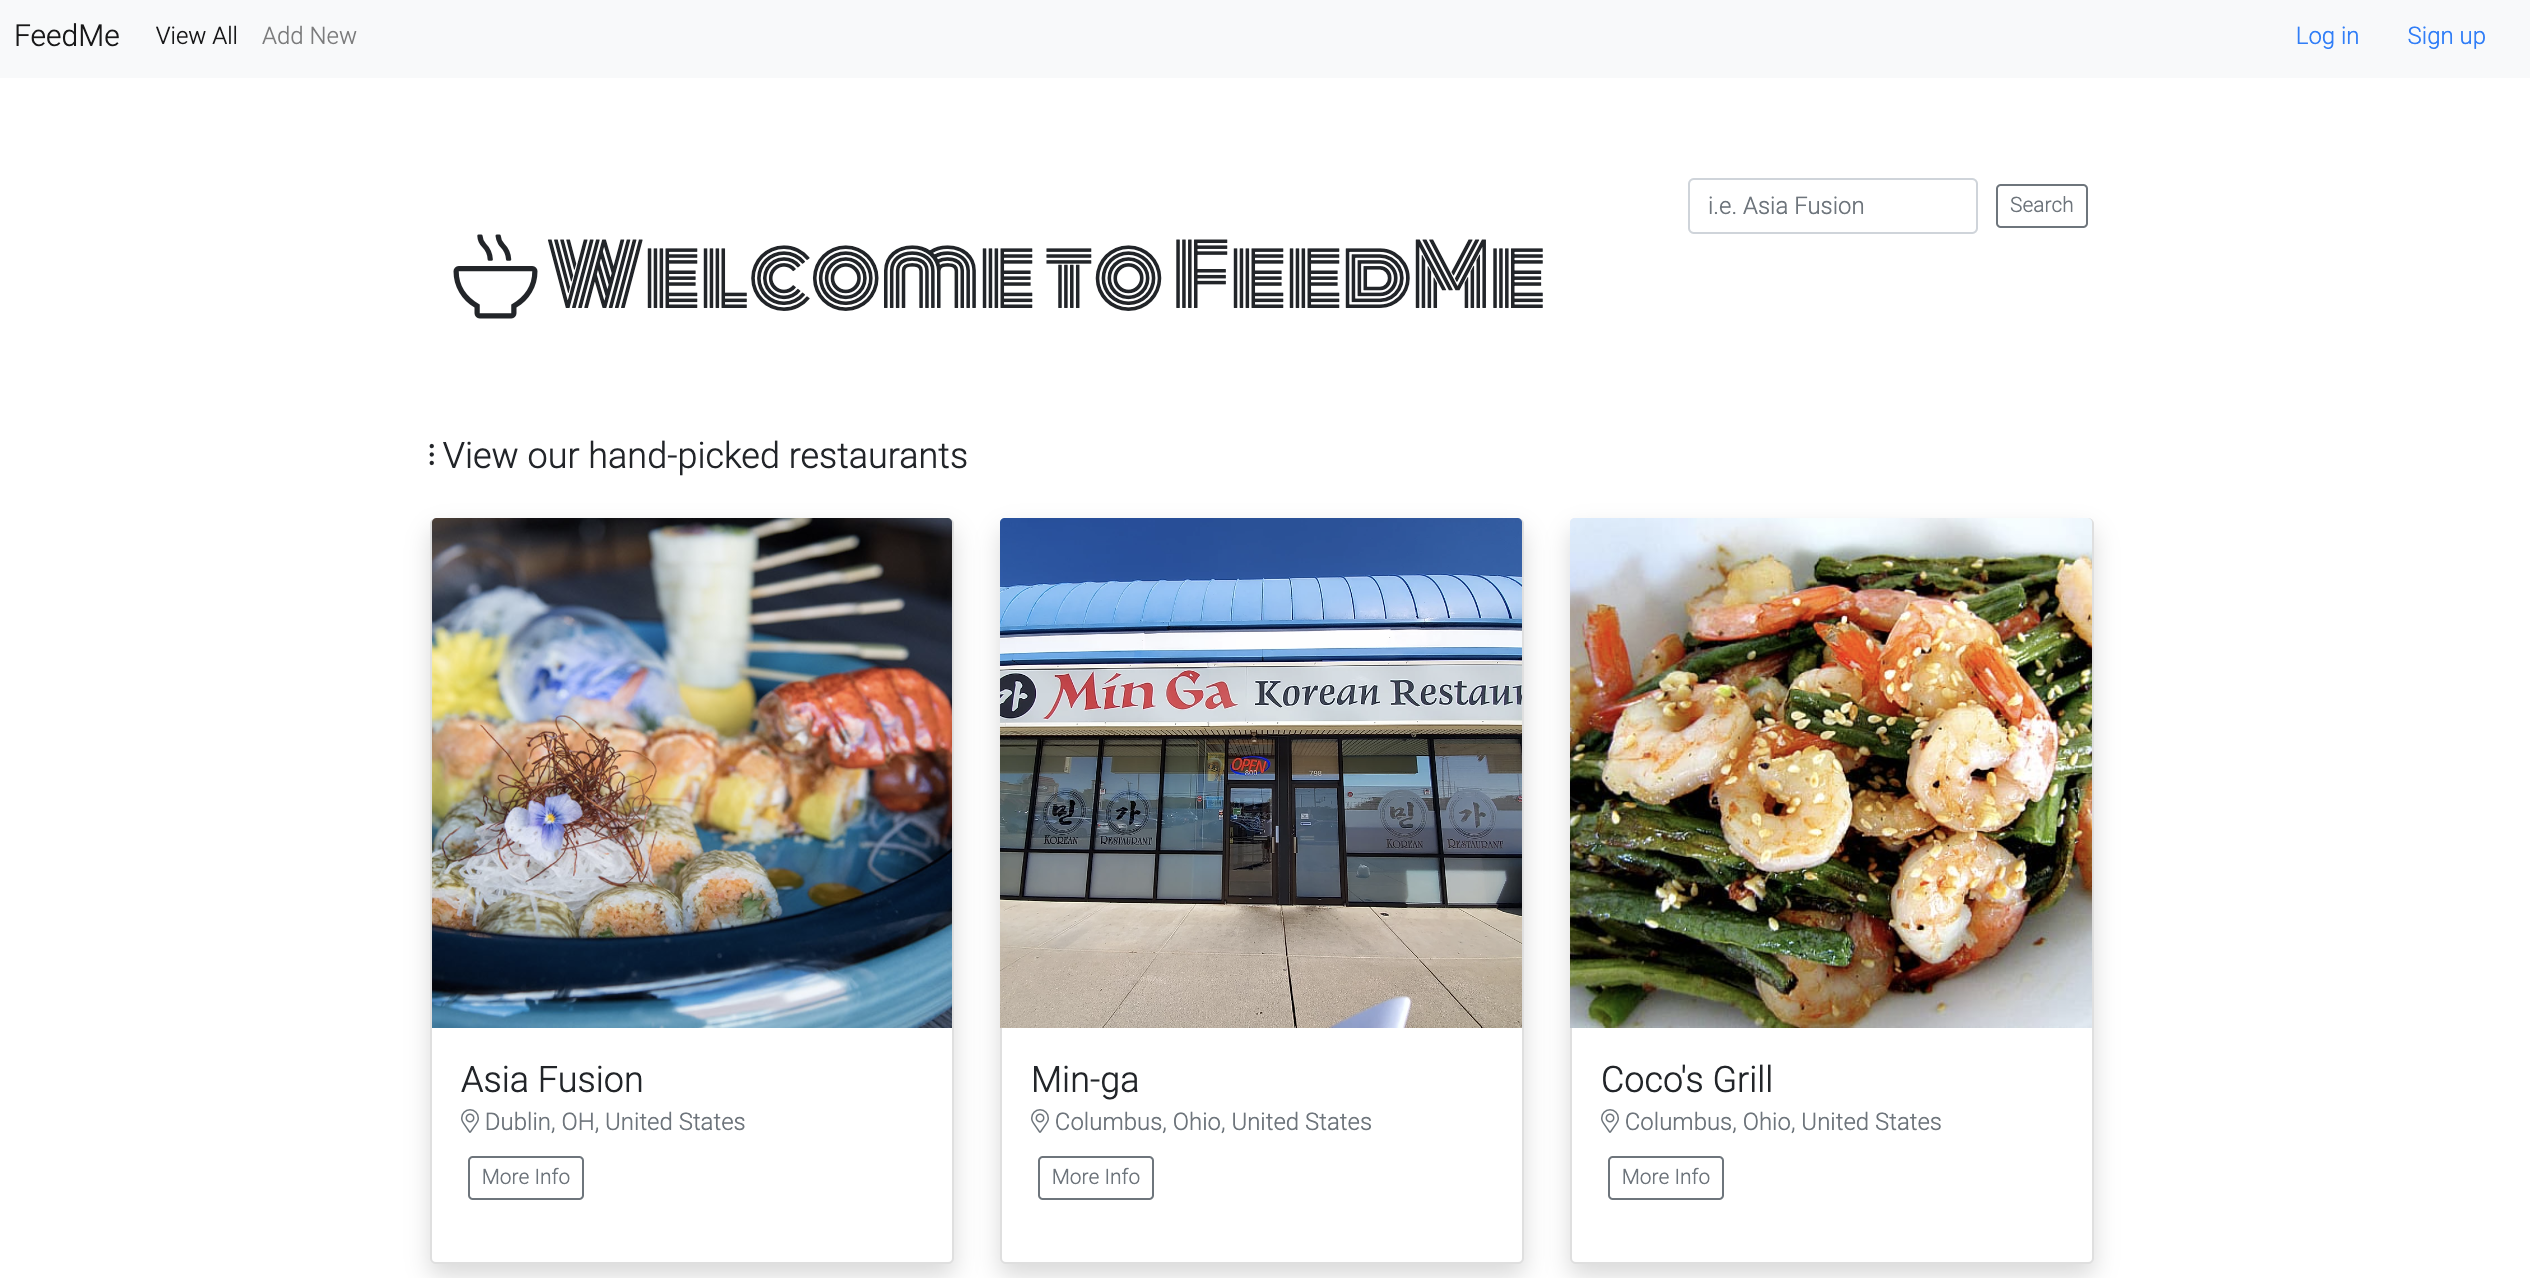 FeedMe View All Add New Log in Sign up
i.e. Asia Fusion Search
Welcome to FeedMe
View our hand-picked restaurants
가 Min Ga Korean Restaur
OPEN
800 799
민 가 민 가
Korean Restaurant Korean Restaurant
Asia Fusion
Dublin, OH, United States
More Info
Min-ga
Columbus, Ohio, United States
More Info
Coco's Grill
Columbus, Ohio, United States
More Info